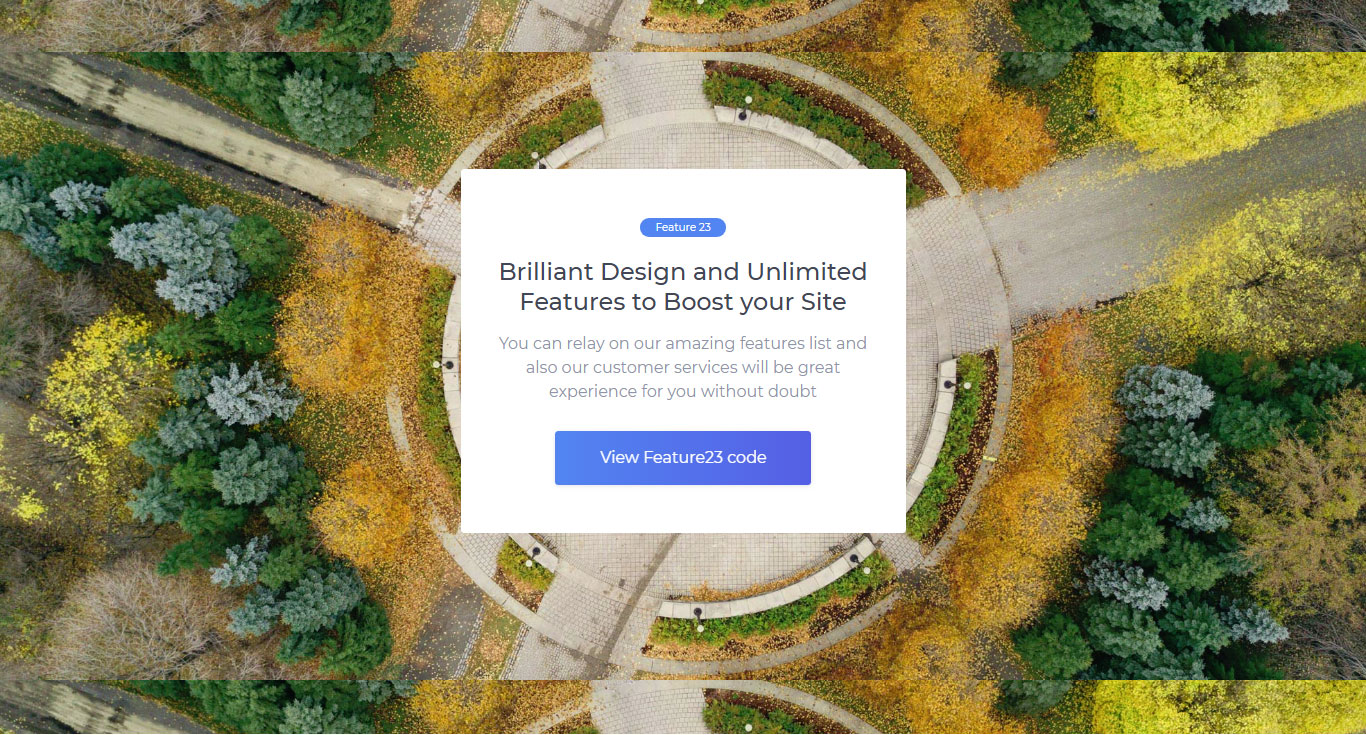 Feature 23
Brilliant Design and Unlimited
Features to Boost your Site
You can relay on our amazing features list and
also our customer services will be great
experience for you without doubt
View Feature23 code